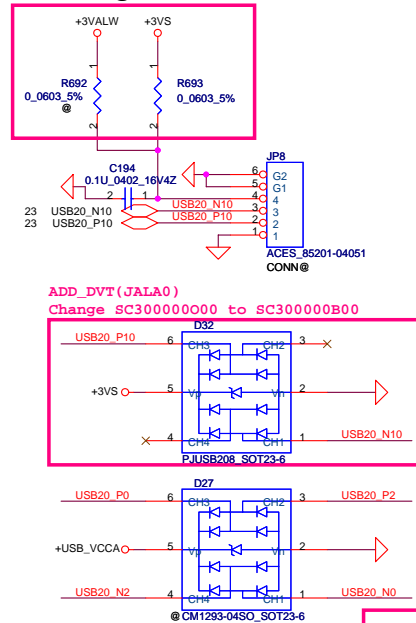 +3VALW
+3VS
1
1
R692
0_0603_5%
@
R693
0_0603_5%
2
2
C194
0.1U_0402_16V4Z
2
1
23 USB20_N10
23 USB20_P10
USB20_N10
USB20_P10
JP8
6 G2
5 G1
4 4
3 3
2 2
1 1
ACES_85201-04051
CONN@
ADD_DVT(JALA0)
Change SC300000O00 to SC300000B00
D32
USB20_P10 6 CH3 CH2 3
+3VS 5 Vp Vn 2
4 CH4 CH1 1 USB20_N10
PJUSB208_SOT23-6
D27
USB20_P0 6 CH3 CH2 3 USB20_P2
+USB_VCCA 5 Vp Vn 2
USB20_N2 4 CH4 CH1 1 USB20_N0
@ CM1293-04SO_SOT23-6